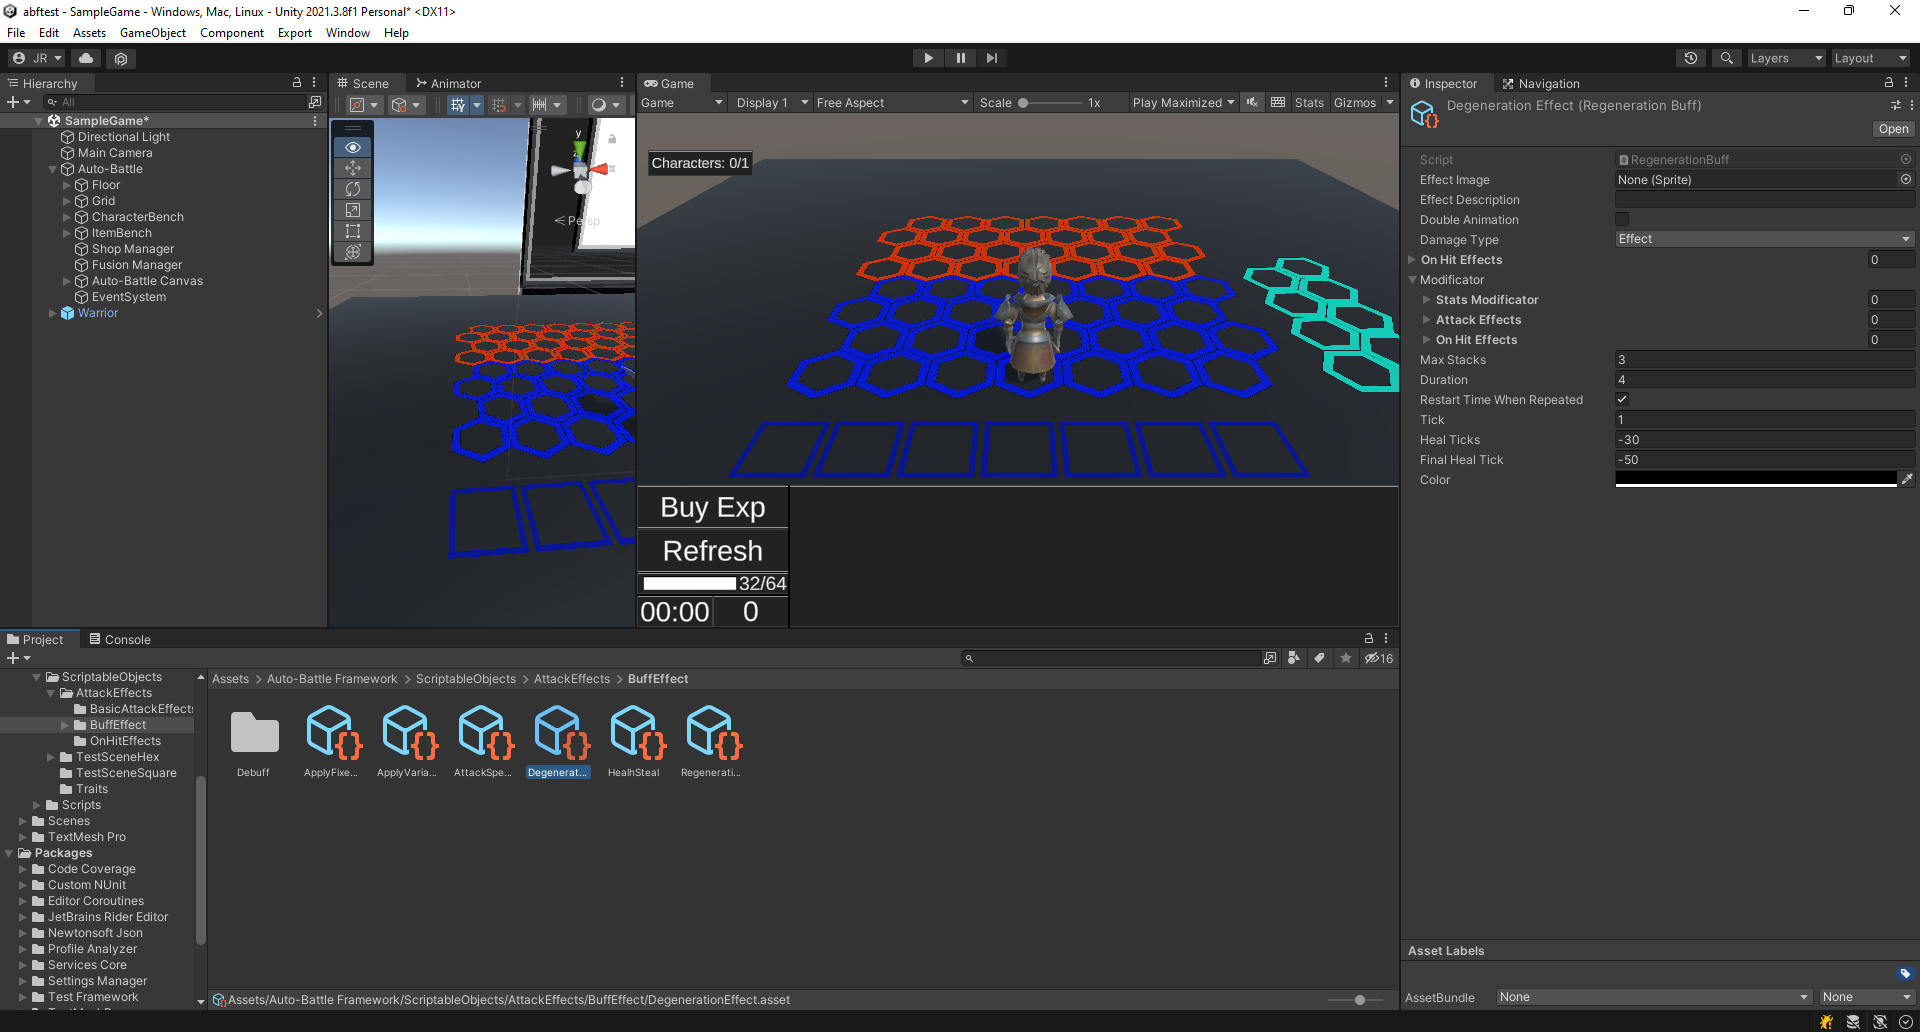 abftest - SampleGame - Windows, Mac, Linux - Unity 2021.3.8f1 Personal* <DX11>
File Edit Assets GameObject Component Export Window Help
JR
Layers
Layout
Hierarchy
All
SampleGame*
Directional Light
Main Camera
Auto-Battle
Floor
Grid
CharacterBench
ItemBench
Shop Manager
Fusion Manager
Auto-Battle Canvas
EventSystem
Warrior
Scene Animator
y
x
Persp
Game
Game Display 1 Free Aspect Scale 1x Play Maximized Stats Gizmos
Characters: 0/1
Buy Exp
Refresh
32/64
00:00 0
Inspector Navigation
Degeneration Effect (Regeneration Buff)
Open
Script RegenerationBuff
Effect Image None (Sprite)
Effect Description
Double Animation
Damage Type Effect
On Hit Effects 0
Modificator
Stats Modificator 0
Attack Effects 0
On Hit Effects 0
Max Stacks 3
Duration 4
Restart Time When Repeated
Tick 1
Heal Ticks -30
Final Heal Tick -50
Color
Asset Labels
AssetBundle None None
Project Console
16
ScriptableObjects
AttackEffects
BasicAttackEffects
BuffEffect
OnHitEffects
TestSceneHex
TestSceneSquare
Traits
Scripts
Scenes
TextMesh Pro
Packages
Code Coverage
Custom NUnit
Editor Coroutines
JetBrains Rider Editor
Newtonsoft Json
Profile Analyzer
Services Core
Settings Manager
Test Framework
Assets > Auto-Battle Framework > ScriptableObjects > AttackEffects > BuffEffect
Debuff ApplyFixe... ApplyVaria... AttackSpe... Degenerat... HealhSteal Regenerati...
Assets/Auto-Battle Framework/ScriptableObjects/AttackEffects/BuffEffect/DegenerationEffect.asset